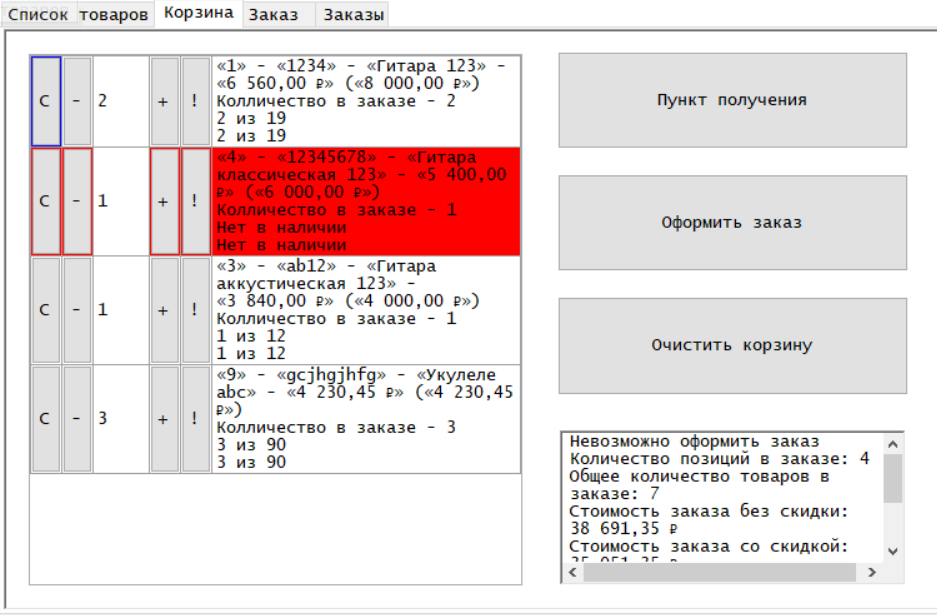 Список товаров Корзина Заказ Заказы
С - 2 + ! «1» - «1234» - «Гитара 123» -
«6 560,00 ₽» («8 000,00 ₽»)
Колличество в заказе - 2
2 из 19
2 из 19
С - 1 + ! «4» - «12345678» - «Гитара
классическая 123» - «5 400,00
₽» («6 000,00 ₽»)
Колличество в заказе - 1
Нет в наличии
Нет в наличии
С - 1 + ! «3» - «ab12» - «Гитара
аккустическая 123» -
«3 840,00 ₽» («4 000,00 ₽»)
Колличество в заказе - 1
1 из 12
1 из 12
С - 3 + ! «9» - «gcjhgjhfg» - «Укулеле
abc» - «4 230,45 ₽» («4 230,45
₽»)
Колличество в заказе - 3
3 из 90
3 из 90
Пункт получения
Оформить заказ
Очистить корзину
Невозможно оформить заказ
Количество позиций в заказе: 4
Общее количество товаров в
заказе: 7
Стоимость заказа без скидки:
38 691,35 ₽
Стоимость заказа со скидкой: